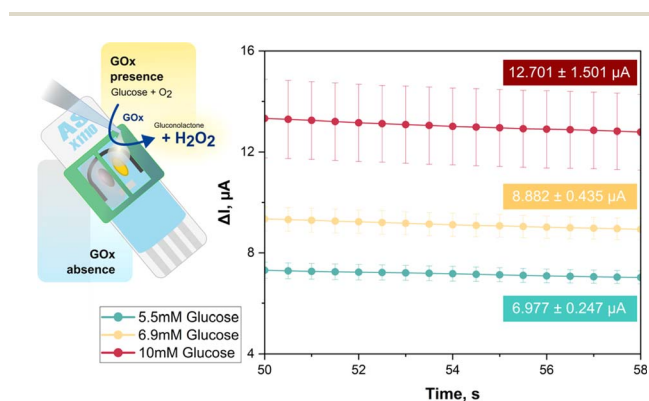 GOx
presence
Glucose + O2
GOx
Gluconolactone
+ H2O2
AS
X1110
GOx
absence
5.5mM Glucose
6.9mM Glucose
10mM Glucose
ΔI, μA
16
12
8
4
12.701 ± 1.501 μA
8.882 ± 0.435 μA
6.977 ± 0.247 μA
50
52
54
56
58
Time, s